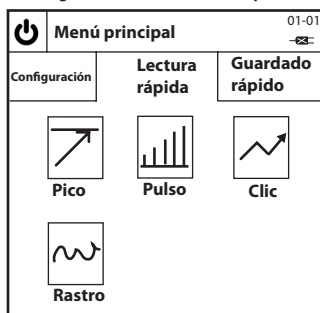 Menú principal
01-01
Configuración
Lectura
rápida
Guardado
rápido
Pico
Pulso
Clic
Rastro